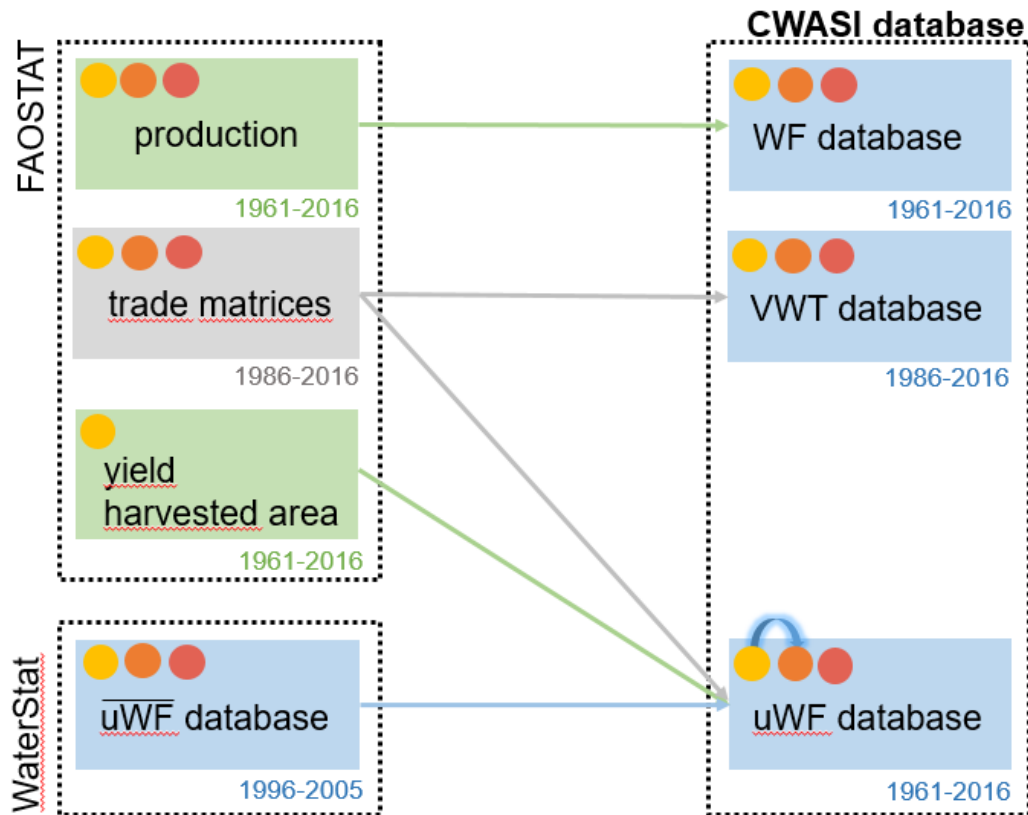 CWASI database
FAOSTAT
production
1961-2016
trade matrices
1986-2016
yield
harvested area
1961-2016
WaterStat
uWF database
1996-2005
WF database
1961-2016
VWT database
1986-2016
uWF database
1961-2016